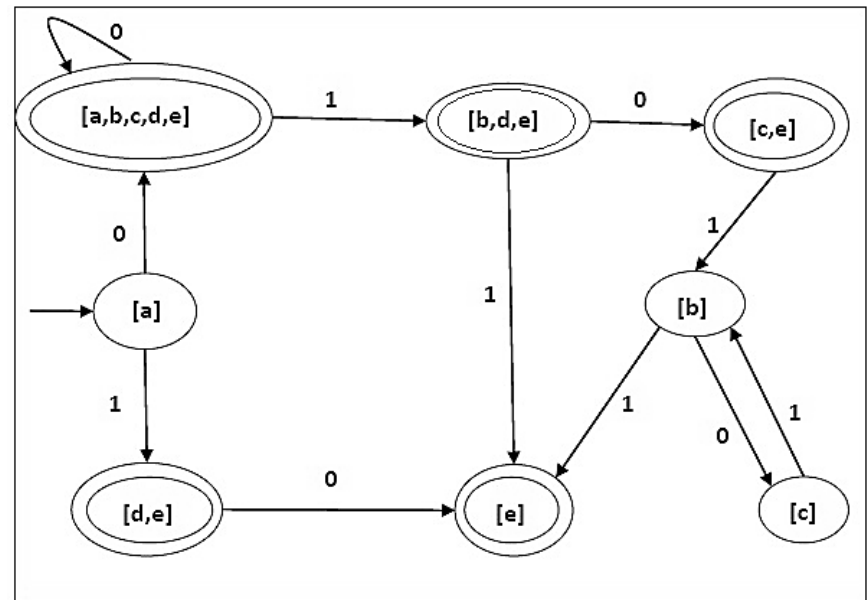 0
[a,b,c,d,e]
1
[b,d,e]
0
[c,e]
0
1
1
[a]
[b]
1
1
0
1
[d,e]
0
[e]
[c]